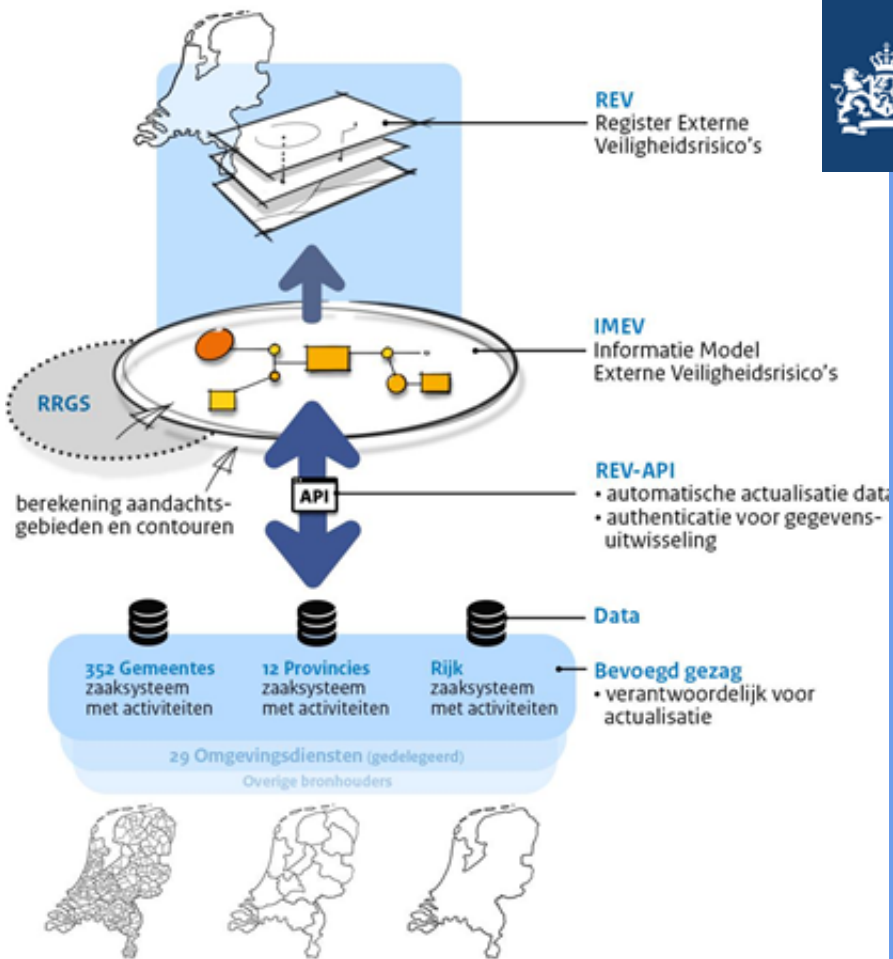 REV
Register Externe
Veiligheidsrisico's
IMEV
Informatie Model
Externe Veiligheidsrisico's
RRGS
berekening aandachts-
gebieden en contouren
API
REV-API
• automatische actualisatie data
• authenticatie voor gegevens-
uitwisseling
Data
352 Gemeentes
zaaksysteem
met activiteiten
12 Provincies
zaaksysteem
met activiteiten
Rijk
zaaksysteem
met activiteiten
Bevoegd gezag
• verantwoordelijk voor
actualisatie
29 Omgevingsdiensten (gedelegeerd)
Overige bronhouders